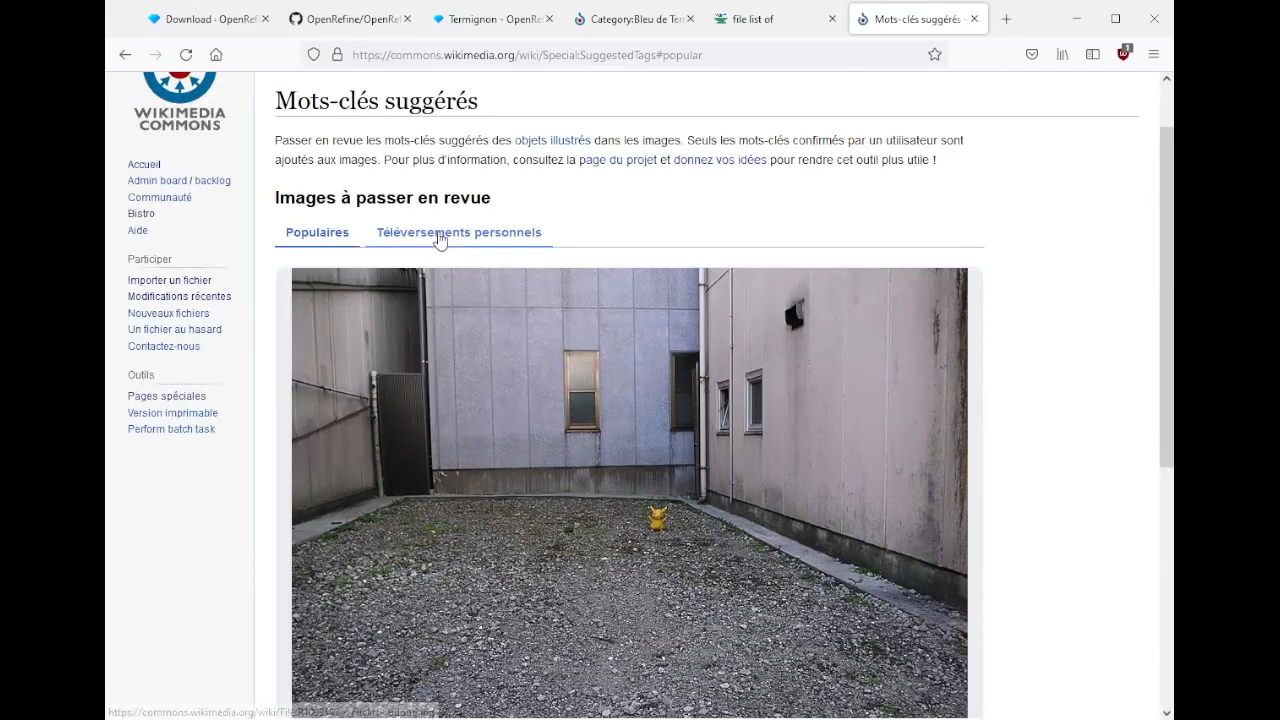 Download · OpenRefi
OpenRefine/OpenRe
Termignon - OpenRe
Category:Bleu de Ter
file list of
Mots-clés suggérés -
https://commons.wikimedia.org/wiki/Special:SuggestedTags#popular
1
WIKIMEDIA
COMMONS
Accueil
Admin board / backlog
Communauté
Bistro
Aide
Participer
Importer un fichier
Modifications récentes
Nouveaux fichiers
Un fichier au hasard
Contactez-nous
Outils
Pages spéciales
Version imprimable
Perform batch task
Mots-clés suggérés
Passer en revue les mots-clés suggérés des objets illustrés dans les images. Seuls les mots-clés confirmés par un utilisateur sont
ajoutés aux images. Pour plus d'information, consultez la page du projet et donnez vos idées pour rendre cet outil plus utile !
Images à passer en revue
Populaires
Téléversements personnels